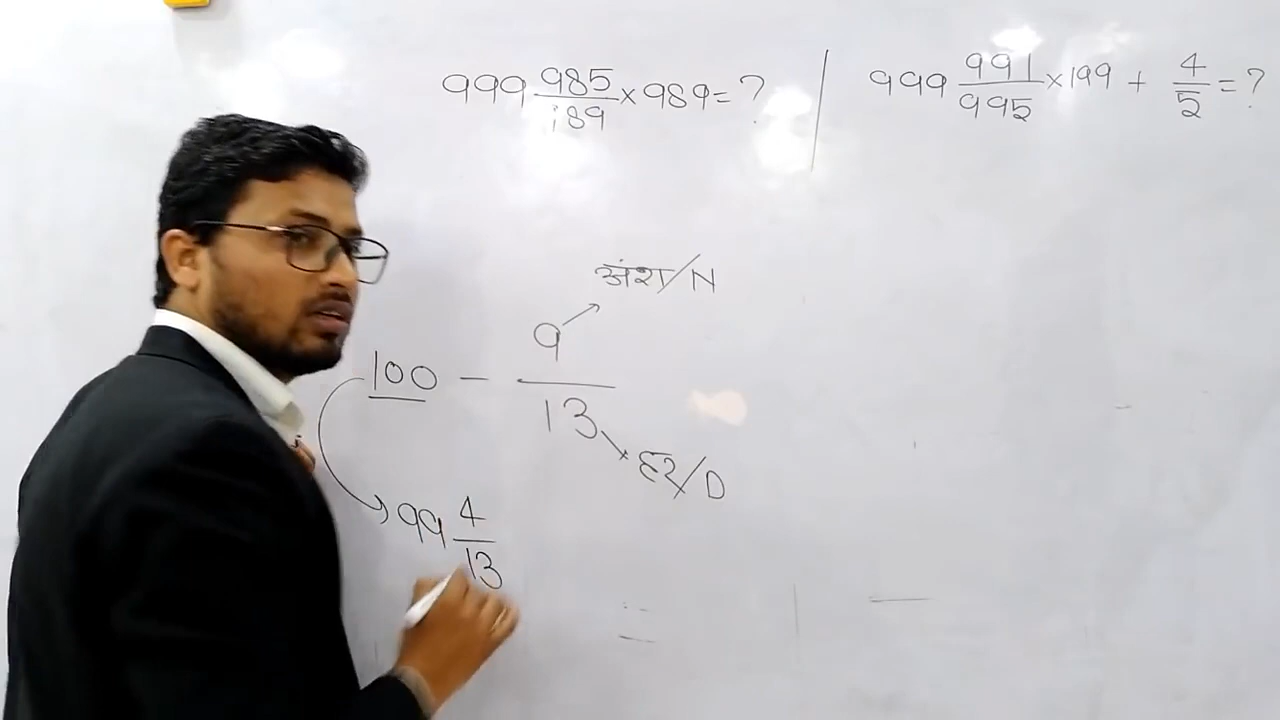 999 985/189 × 989 = ?
999 991/995 × 199 + 4/5 = ?
अंश/N
100 - 9/13
हर/D
99 4/13
=